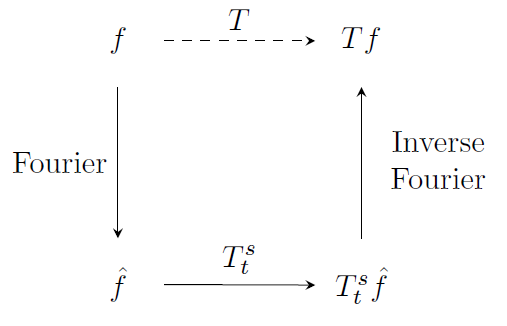 T
f
Tf
Inverse
Fourier
Fourier
T_t^s
f̂
T_t^s f̂